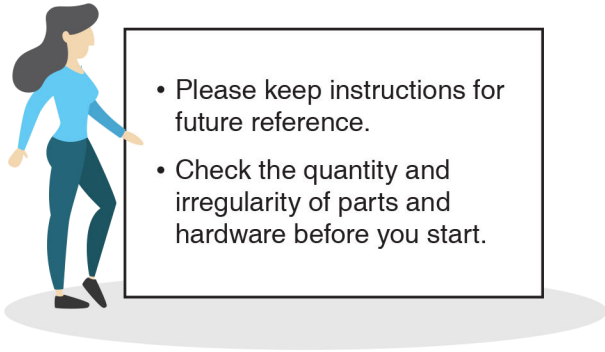 • Please keep instructions for
future reference.
• Check the quantity and
irregularity of parts and
hardware before you start.